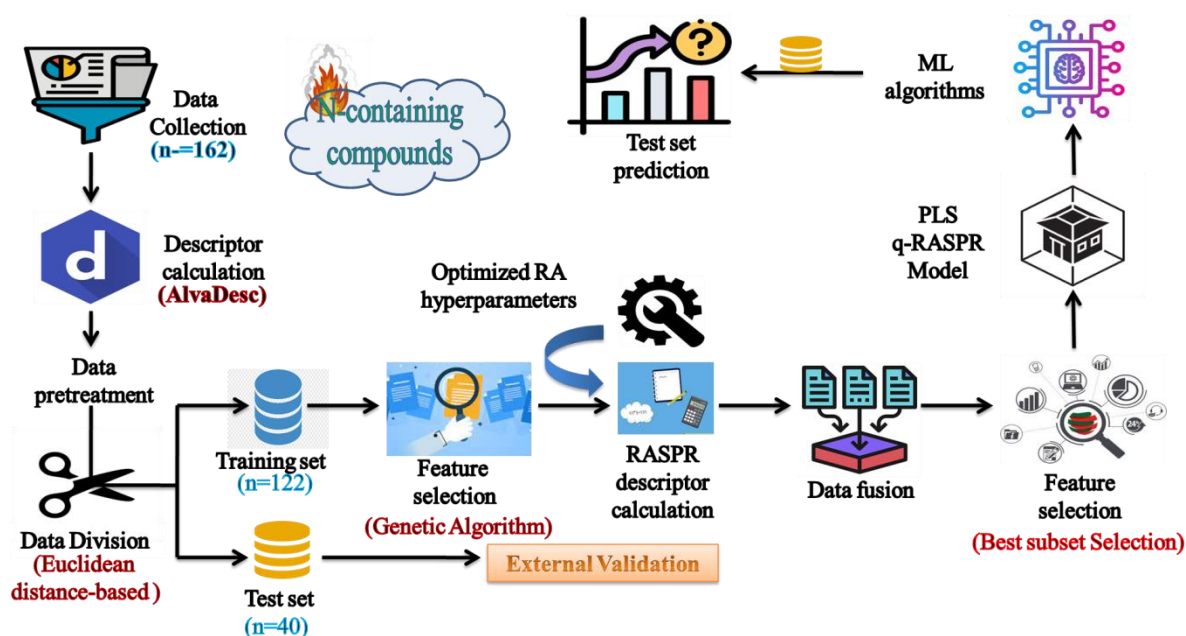 Data
Collection
(n-=162)
N-containing
compounds
?
Test set
prediction
ML
algorithms
d
Descriptor
calculation
(AlvaDesc)
Optimized RA
hyperparameters
PLS
q-RASPR
Model
Data
pretreatment
Training set
(n=122)
Feature
selection
(Genetic Algorithm)
RASPR
descriptor
calculation
Data fusion
24
Feature
selection
(Best subset Selection)
Data Division
(Euclidean
distance-based )
Test set
(n=40)
External Validation